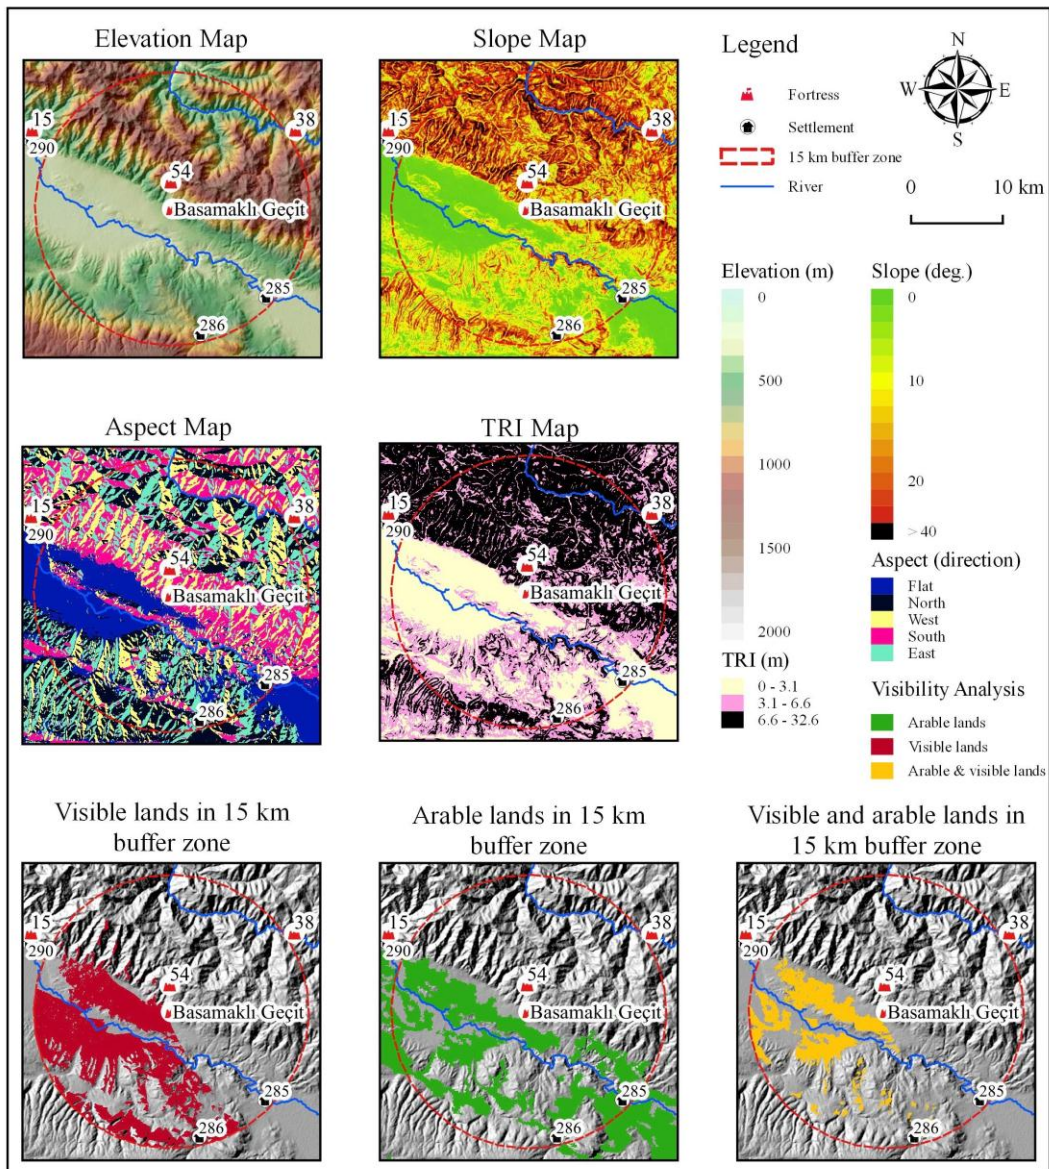 Elevation Map
15
290
38
54
Basamaklı Geçit
285
286
Slope Map
15
290
38
54
Basamaklı Geçit
285
286
Legend
Fortress
Settlement
15 km buffer zone
River
N
W
E
S
0
10 km
Elevation (m)
0
500
1000
1500
2000
Slope (deg.)
0
10
20
> 40
Aspect (direction)
Flat
North
West
South
East
TRI (m)
0 - 3.1
3.1 - 6.6
6.6 - 32.6
Visibility Analysis
Arable lands
Visible lands
Arable & visible lands
Aspect Map
15
290
38
54
Basamaklı Geçit
285
286
TRI Map
15
290
38
54
Basamaklı Geçit
285
286
Visible lands in 15 km
buffer zone
15
290
38
54
Basamaklı Geçit
285
286
Arable lands in 15 km
buffer zone
15
290
38
54
Basamaklı Geçit
285
286
Visible and arable lands in
15 km buffer zone
15
290
38
54
Basamaklı Geçit
285
286